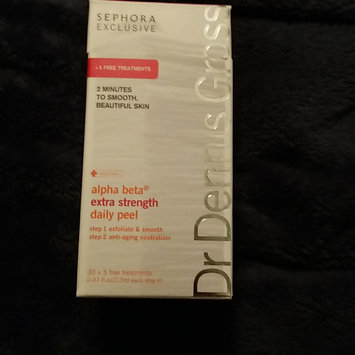 SEPHORA
EXCLUSIVE
+ 5 FREE TREATMENTS
2 MINUTES
TO SMOOTH,
BEAUTIFUL SKIN
alpha beta®
extra strength
daily peel
step 1 exfoliate & smooth
step 2 anti-aging neutralizer
30 + 5 free treatments
Dr Dennis Gross